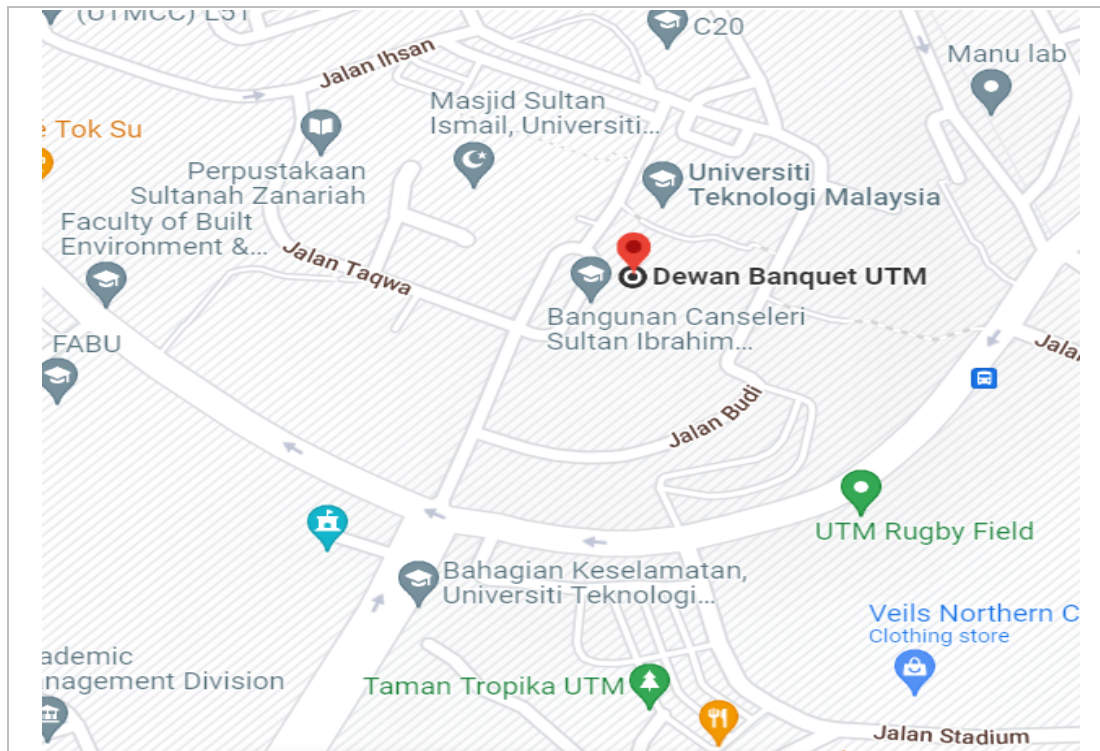 (UTMCC) L51
C20
Jalan Ihsan
Manu lab
Masjid Sultan
Ismail, Universiti...
e Tok Su
Perpustakaan
Sultanah Zanariah
Universiti
Teknologi Malaysia
Faculty of Built
Environment &...
Jalan Taqwa
Dewan Banquet UTM
Bangunan Canseleri
Sultan Ibrahim...
FABU
Jala
Jalan Budi
UTM Rugby Field
Bahagian Keselamatan,
Universiti Teknologi...
Veils Northern C
Clothing store
ademic
nagement Division
Taman Tropika UTM
Jalan Stadium